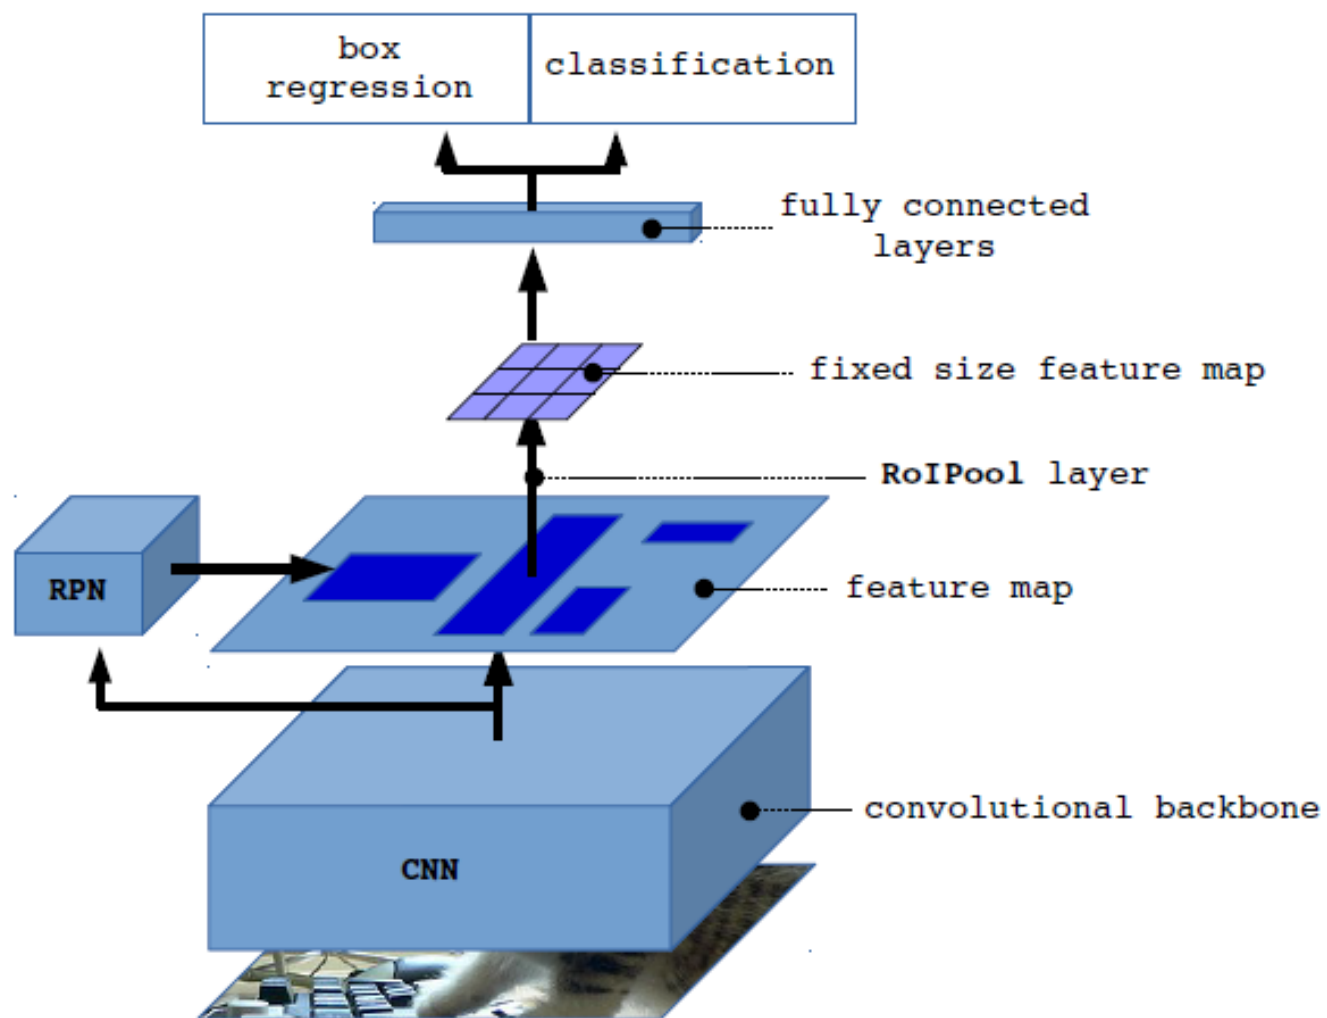 box
regression
classification
fully connected
layers
fixed size feature map
RoIPool layer
RPN
feature map
convolutional backbone
CNN